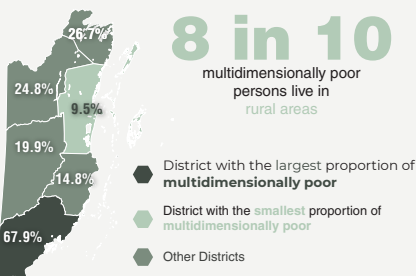 26.7%
24.8%
9.5%
19.9%
14.8%
67.9%
8 in 10
multidimensionally poor
persons live in
rural areas
District with the largest proportion of
multidimensionally poor
District with the smallest proportion of
multidimensionally poor
Other Districts